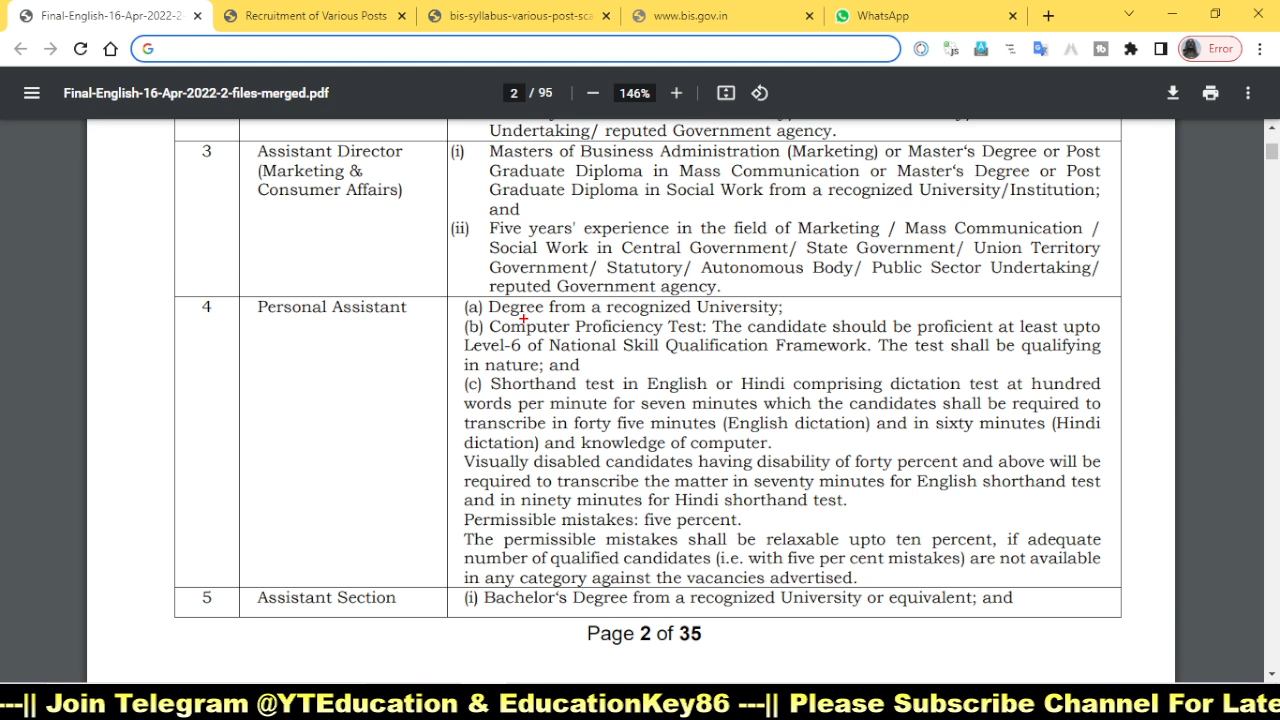 Final-English-16-Apr-2022-2-
Recruitment of Various Posts
bis-syllabus-various-post-sca
www.bis.gov.in
WhatsApp
Error
Final-English-16-Apr-2022-2-files-merged.pdf
2 / 95
146%
Undertaking/ reputed Government agency.
3 Assistant Director (i) Masters of Business Administration (Marketing) or Master's Degree or Post
(Marketing & Graduate Diploma in Mass Communication or Master's Degree or Post
Consumer Affairs) Graduate Diploma in Social Work from a recognized University/Institution;
and
(ii) Five years' experience in the field of Marketing / Mass Communication /
Social Work in Central Government/ State Government/ Union Territory
Government/ Statutory/ Autonomous Body/ Public Sector Undertaking/
reputed Government agency.
4 Personal Assistant (a) Degree from a recognized University;
(b) Computer Proficiency Test: The candidate should be proficient at least upto
Level-6 of National Skill Qualification Framework. The test shall be qualifying
in nature; and
(c) Shorthand test in English or Hindi comprising dictation test at hundred
words per minute for seven minutes which the candidates shall be required to
transcribe in forty five minutes (English dictation) and in sixty minutes (Hindi
dictation) and knowledge of computer.
Visually disabled candidates having disability of forty percent and above will be
required to transcribe the matter in seventy minutes for English shorthand test
and in ninety minutes for Hindi shorthand test.
Permissible mistakes: five percent.
The permissible mistakes shall be relaxable upto ten percent, if adequate
number of qualified candidates (i.e. with five per cent mistakes) are not available
in any category against the vacancies advertised.
5 Assistant Section (i) Bachelor's Degree from a recognized University or equivalent; and
Page 2 of 35
---|| Join Telegram @YTEducation & EducationKey86 ---|| Please Subscribe Channel For Late